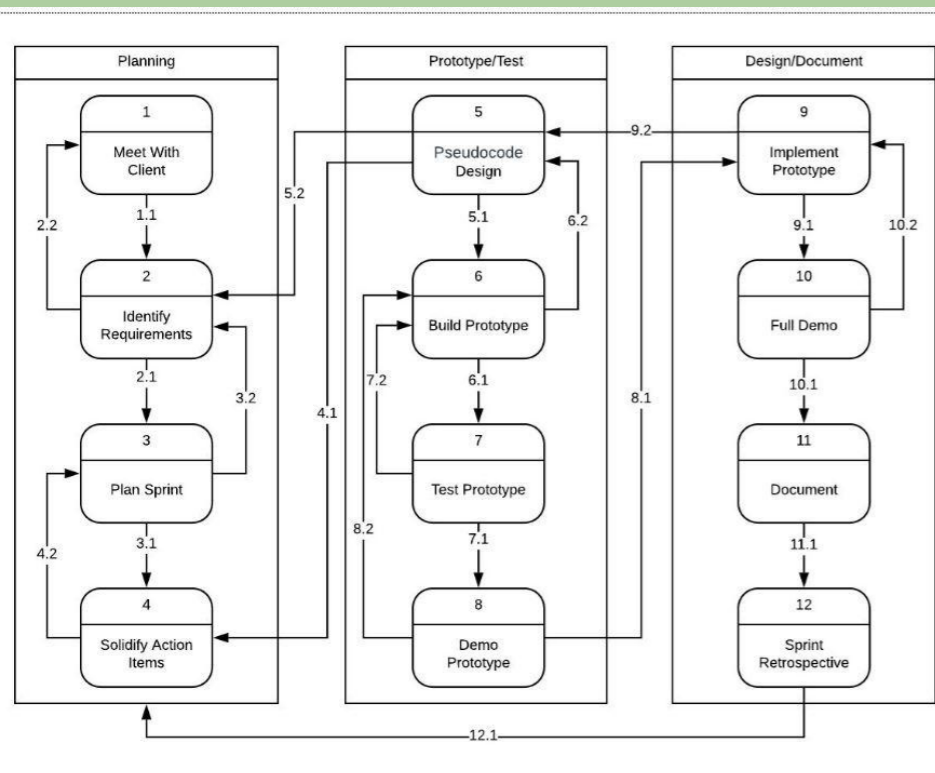 Planning
1
Meet With
Client
1.1
2.2
2
Identify
Requirements
2.1
3.2
3
Plan Sprint
3.1
4.2
4
Solidify Action
Items
5.2
4.1
Prototype/Test
5
Pseudocode
Design
5.1
6.2
6
Build Prototype
7.2
6.1
7
Test Prototype
8.2
7.1
8
Demo
Prototype
9.2
8.1
Design/Document
9
Implement
Prototype
9.1
10.2
10
Full Demo
10.1
11
Document
11.1
12
Sprint
Retrospective
12.1